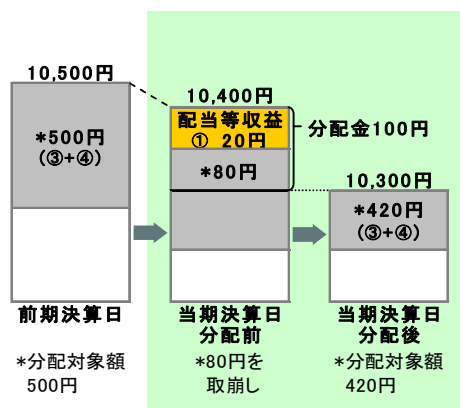 10,500円
*500円
(③+④)
前期決算日
*分配対象額
500円
10,400円
配当等収益
① 20円
*80円
分配金100円
当期決算日
分配前
*80円を
取崩し
10,300円
*420円
(③+④)
当期決算日
分配後
*分配対象額
420円